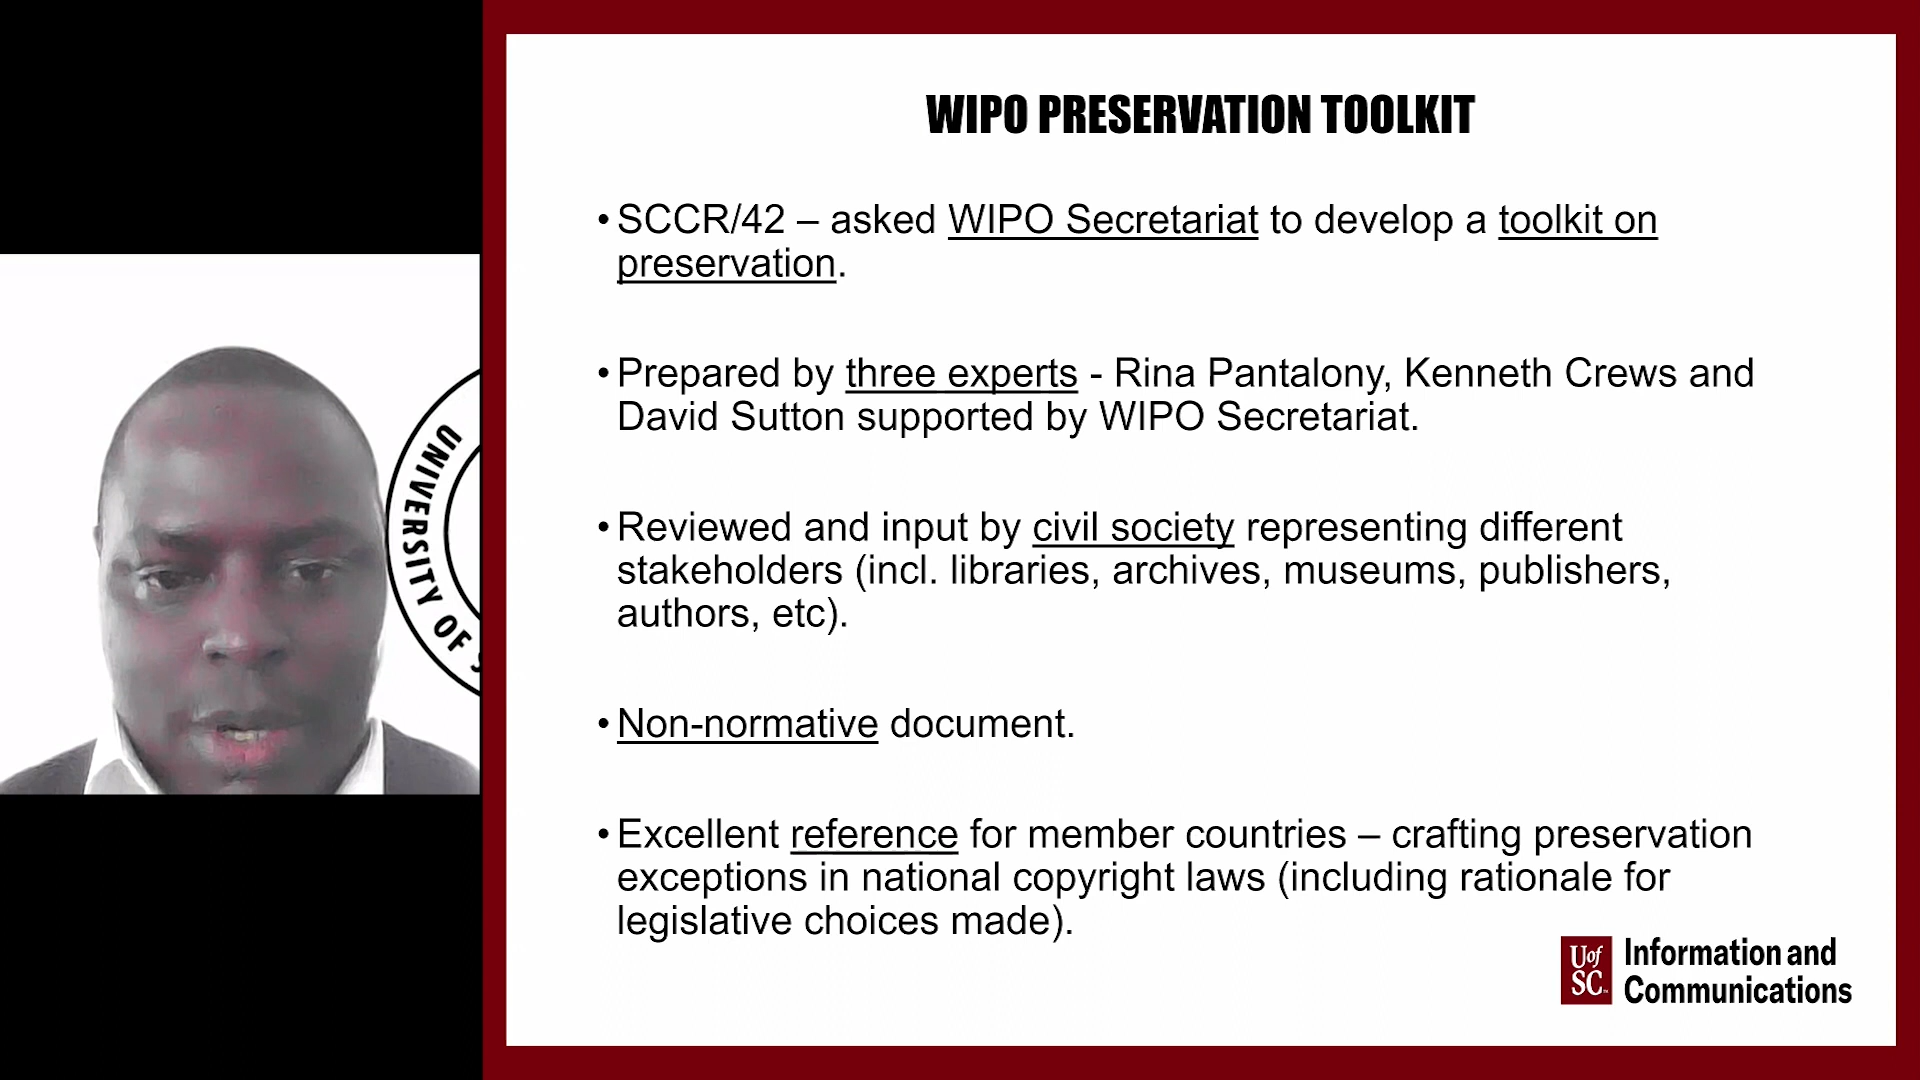 WIPO PRESERVATION TOOLKIT
• SCCR/42 – asked WIPO Secretariat to develop a toolkit on
preservation.
• Prepared by three experts - Rina Pantalony, Kenneth Crews and
David Sutton supported by WIPO Secretariat.
• Reviewed and input by civil society representing different
stakeholders (incl. libraries, archives, museums, publishers,
authors, etc).
• Non-normative document.
• Excellent reference for member countries – crafting preservation
exceptions in national copyright laws (including rationale for
legislative choices made).
UNIVERSITY OF
UofSC
Information and
Communications